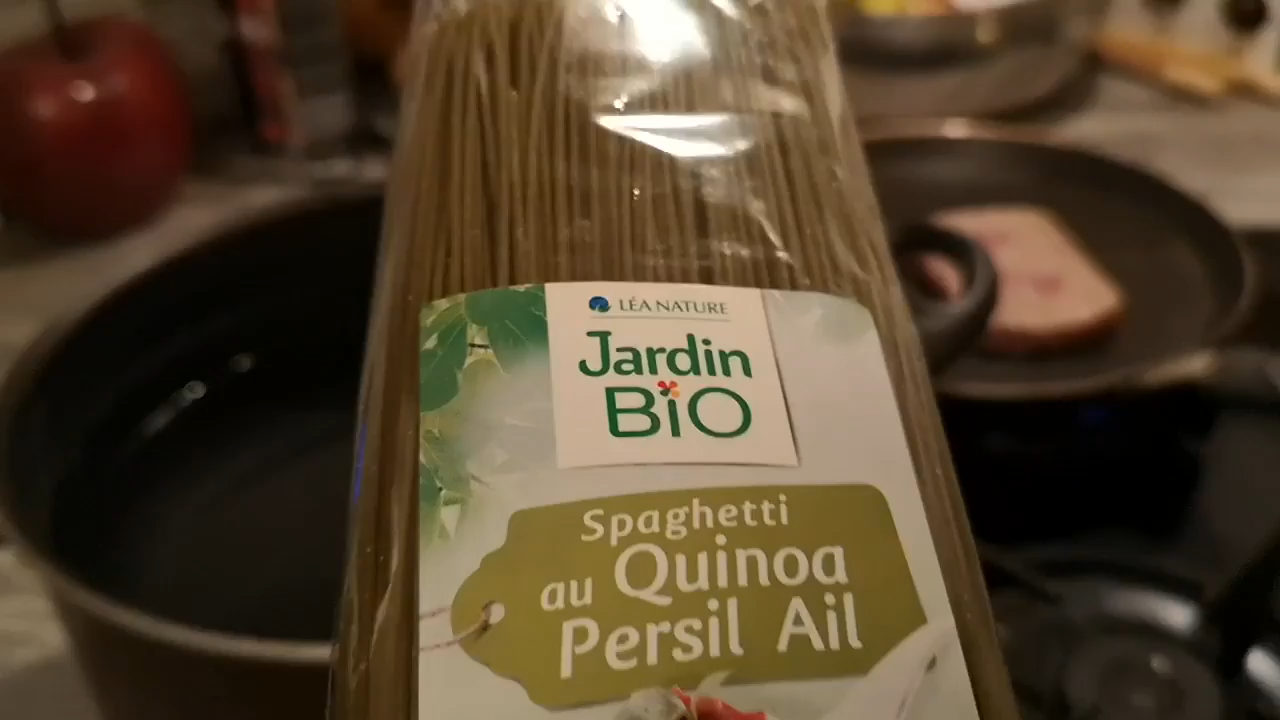 LÉA NATURE
Jardin
BiO
Spaghetti
au Quinoa
Persil Ail